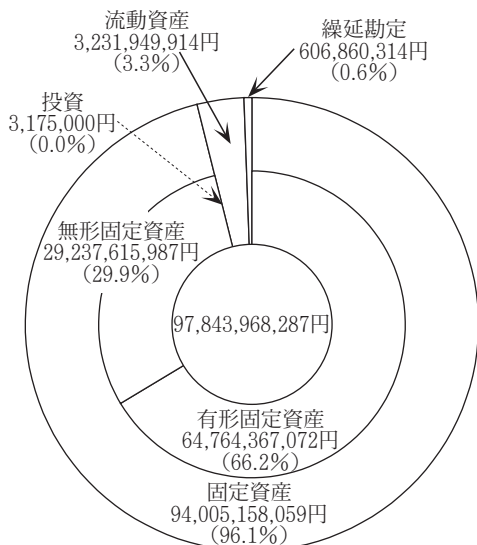 流動資産
3,231,949,914円
(3.3%)
繰延勘定
606,860,314円
(0.6%)
投資
3,175,000円
(0.0%)
無形固定資産
29,237,615,987円
(29.9%)
97,843,968,287円
有形固定資産
64,764,367,072円
(66.2%)
固定資産
94,005,158,059円
(96.1%)